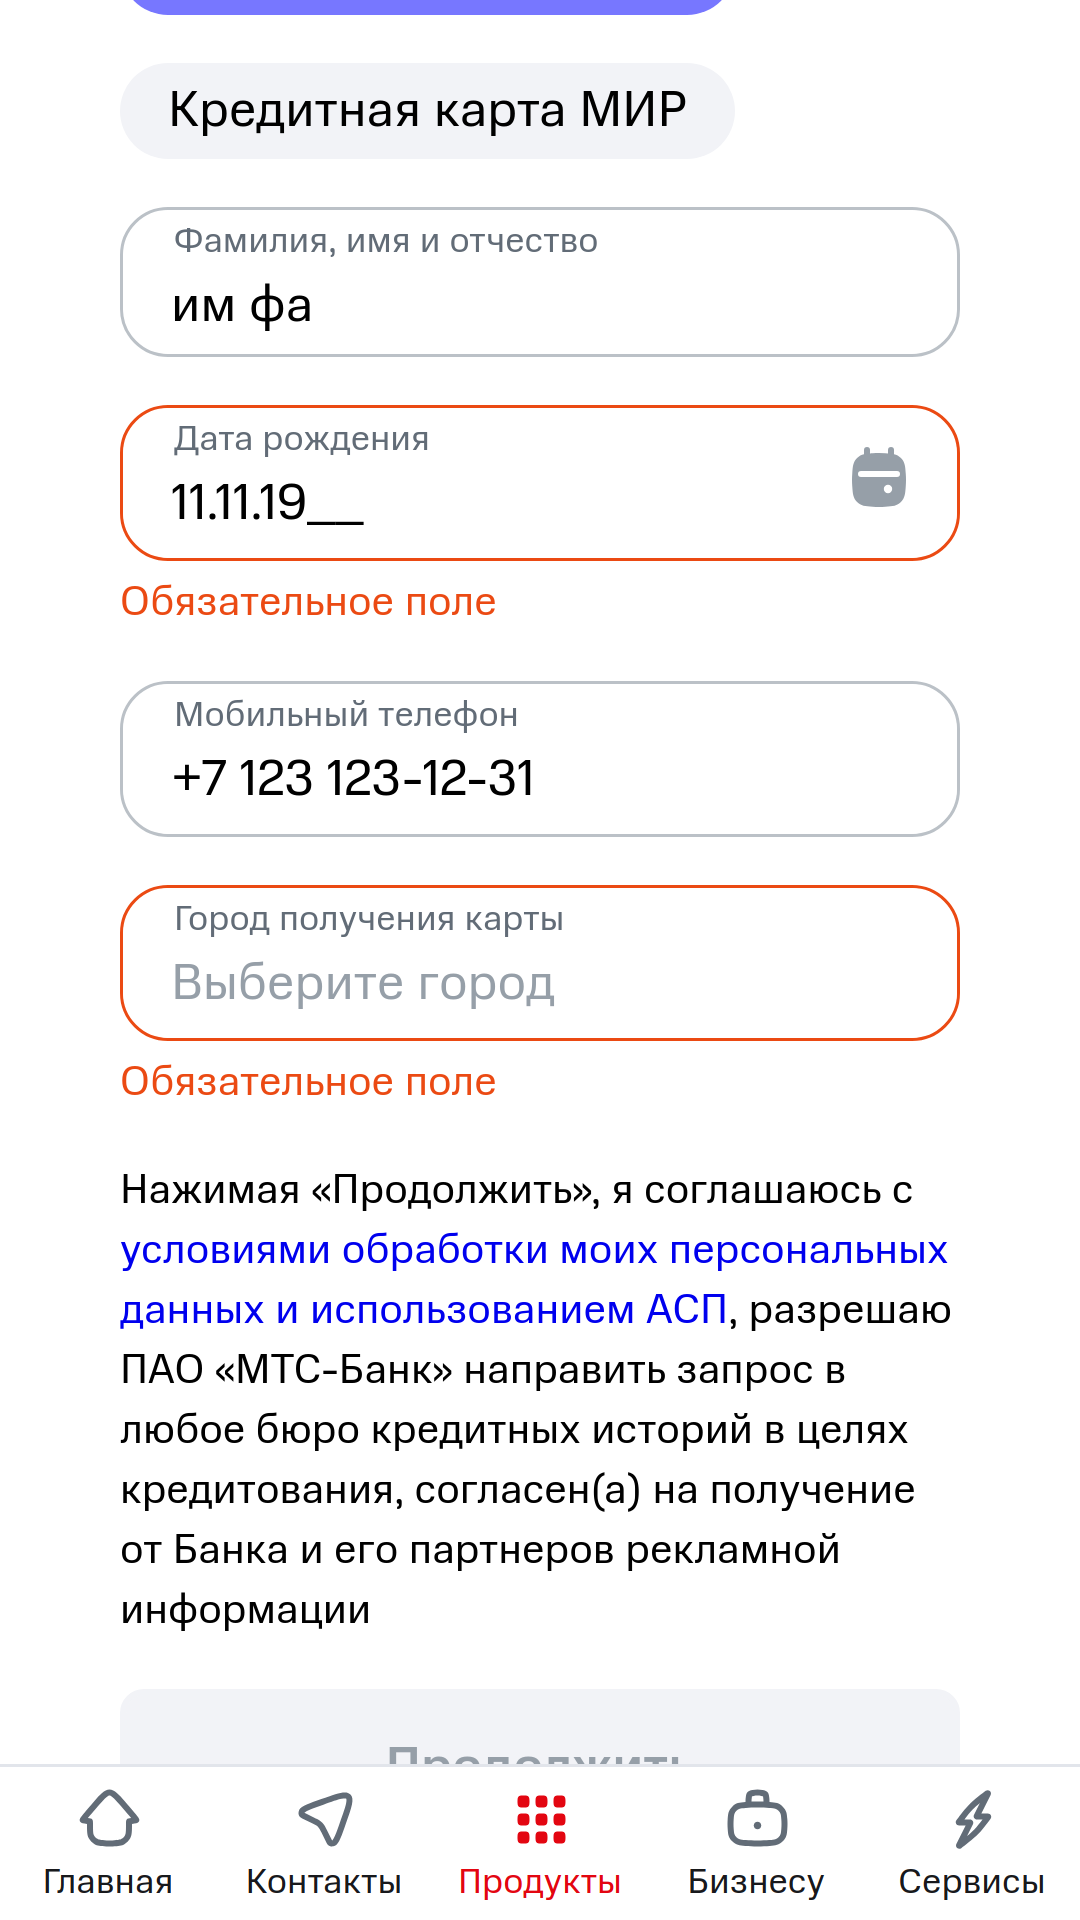 Кредитная карта МИР
Фамилия, имя и отчество
им фа
Дата рождения
11.11.19__
Обязательное поле
Мобильный телефон
+7 123 123-12-31
Город получения карты
Выберите город
Обязательное поле
Нажимая «Продолжить», я соглашаюсь с
условиями обработки моих персональных
данных и использованием АСП, разрешаю
ПАО «МТС-Банк» направить запрос в
любое бюро кредитных историй в целях
кредитования, согласен(а) на получение
от Банка и его партнеров рекламной
информации
Продолжить
Главная
Контакты
Продукты
Бизнесу
Сервисы